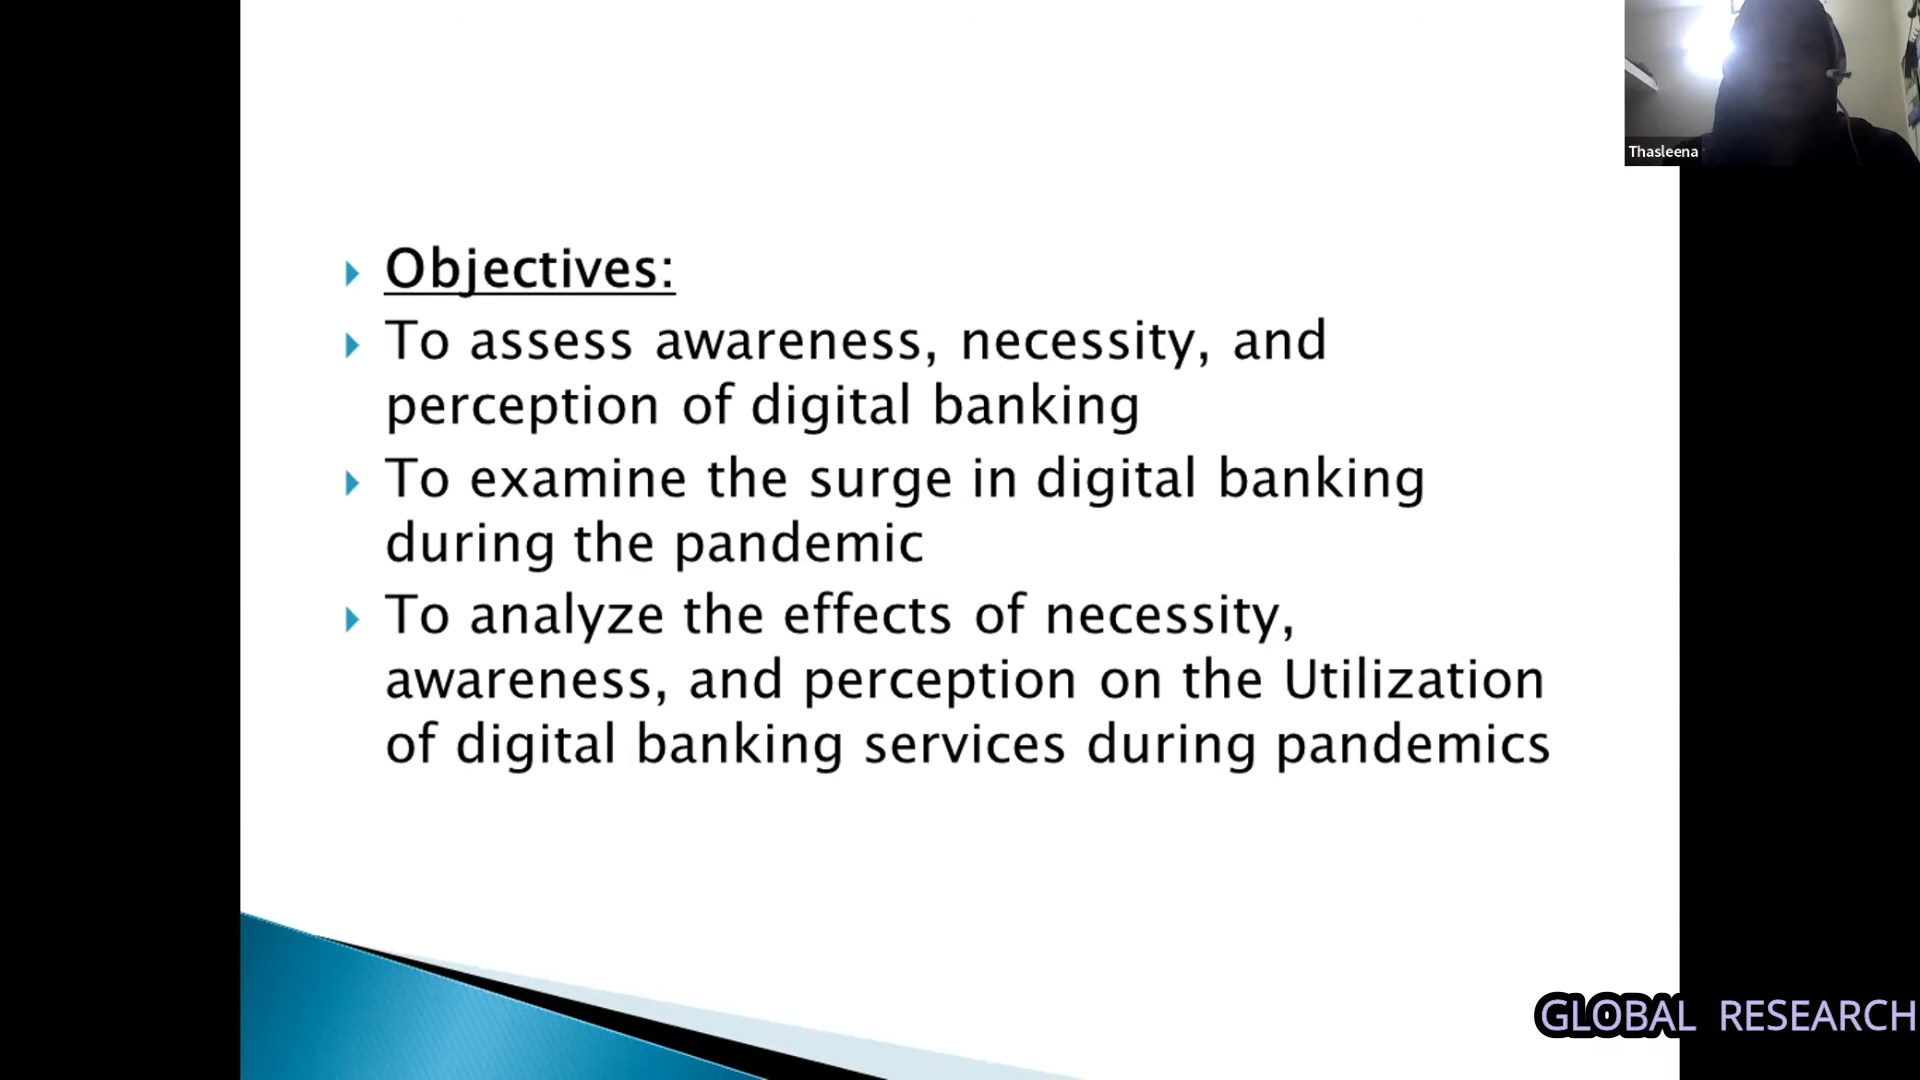 Thasleena
Objectives:
To assess awareness, necessity, and
perception of digital banking
To examine the surge in digital banking
during the pandemic
To analyze the effects of necessity,
awareness, and perception on the Utilization
of digital banking services during pandemics
GLOBAL RESEARCH